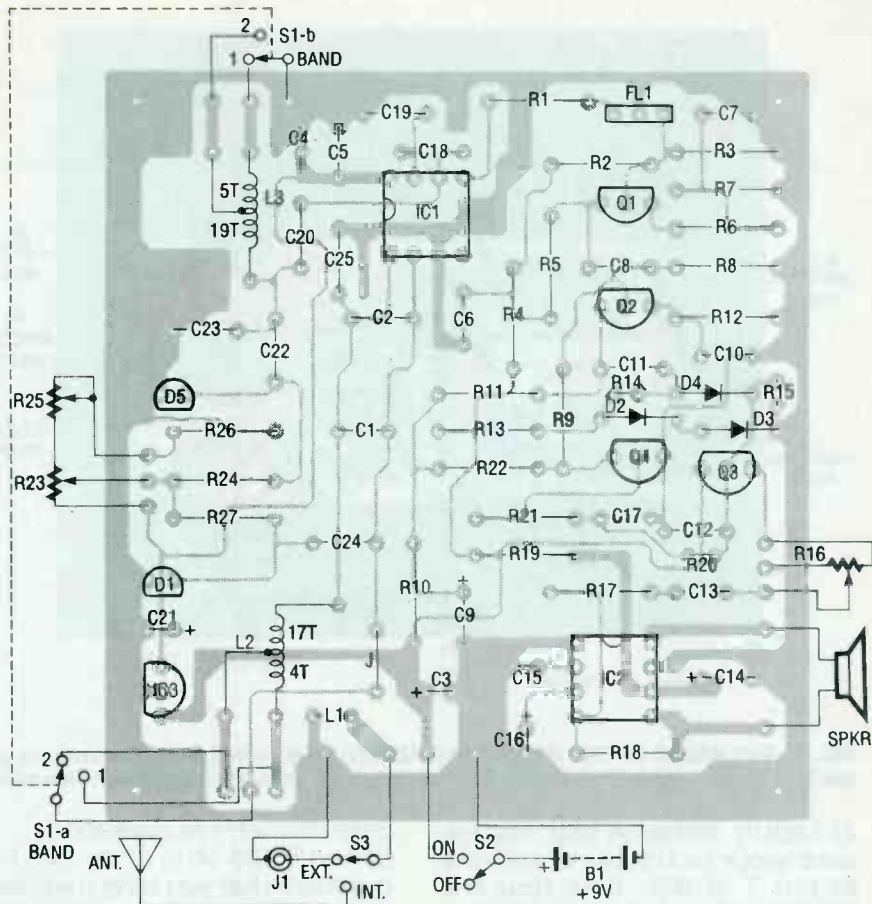 2
S1-b
1
BAND
C19
R1
FL1
C7
C4
C5
C18
R3
R2
5T
L3
IC1
Q1
R7
19T
C20
R6
C25
R5
C8
R8
C2
C6
R4
Q2
R12
C23
C22
C10
C11
R25
D5
R11
R14
D4
R15
R9
D2
R26
C1
R13
D3
R22
Q4
Q3
R23
R24
R27
R21
C17
C12
C24
R19
R20
R16
D1
R10
R17
C13
C21
+
C9
L2
17T
J
4T
C3
C15
IC2
C14
L1
C16
R18
SPKR
2
1
S1-a
BAND
ANT.
J1
EXT.
S3
INT.
ON
S2
OFF
B1
+9V